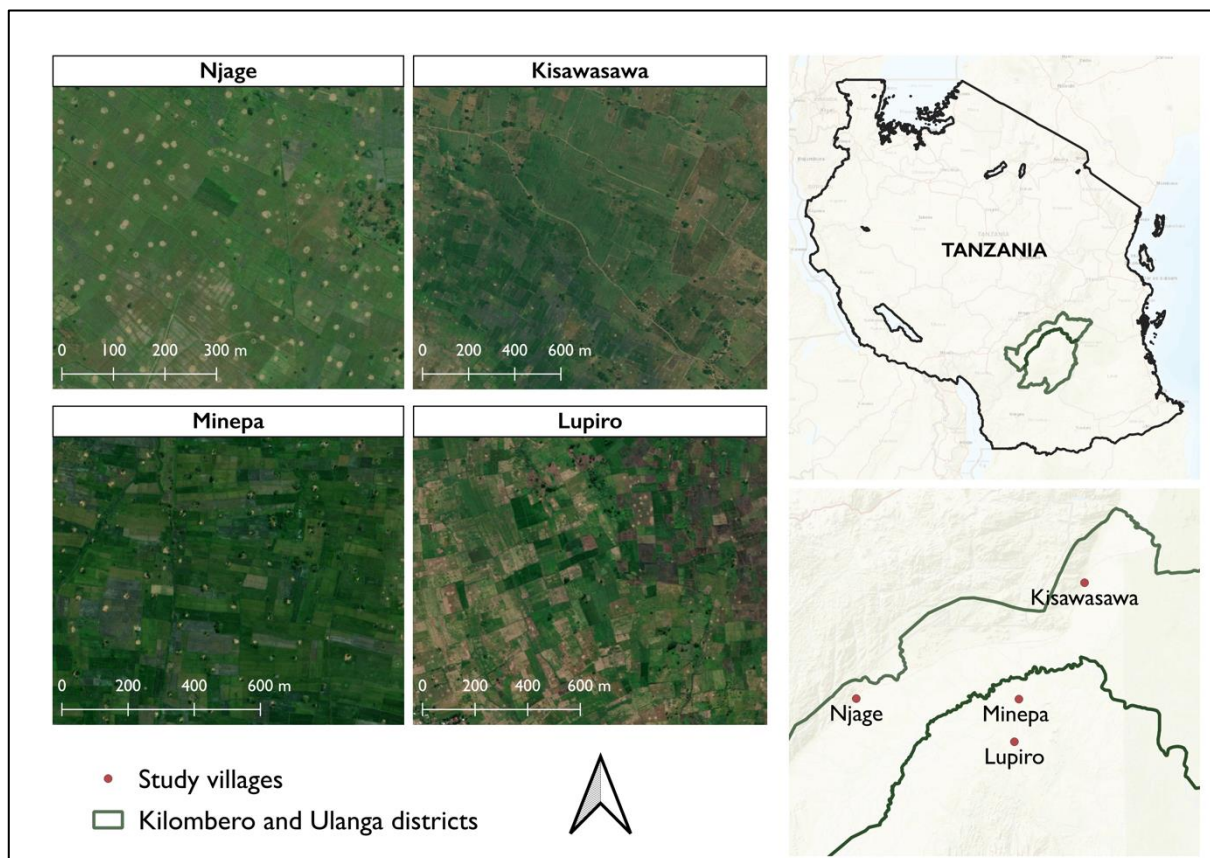 Njage
Kisawasawa
0 100 200 300 m
0 200 400 600 m
Minepa
Lupiro
0 200 400 600 m
0 200 400 600 m
TANZANIA
Kisawasawa
Njage
Minepa
Lupiro
Study villages
Kilombero and Ulanga districts